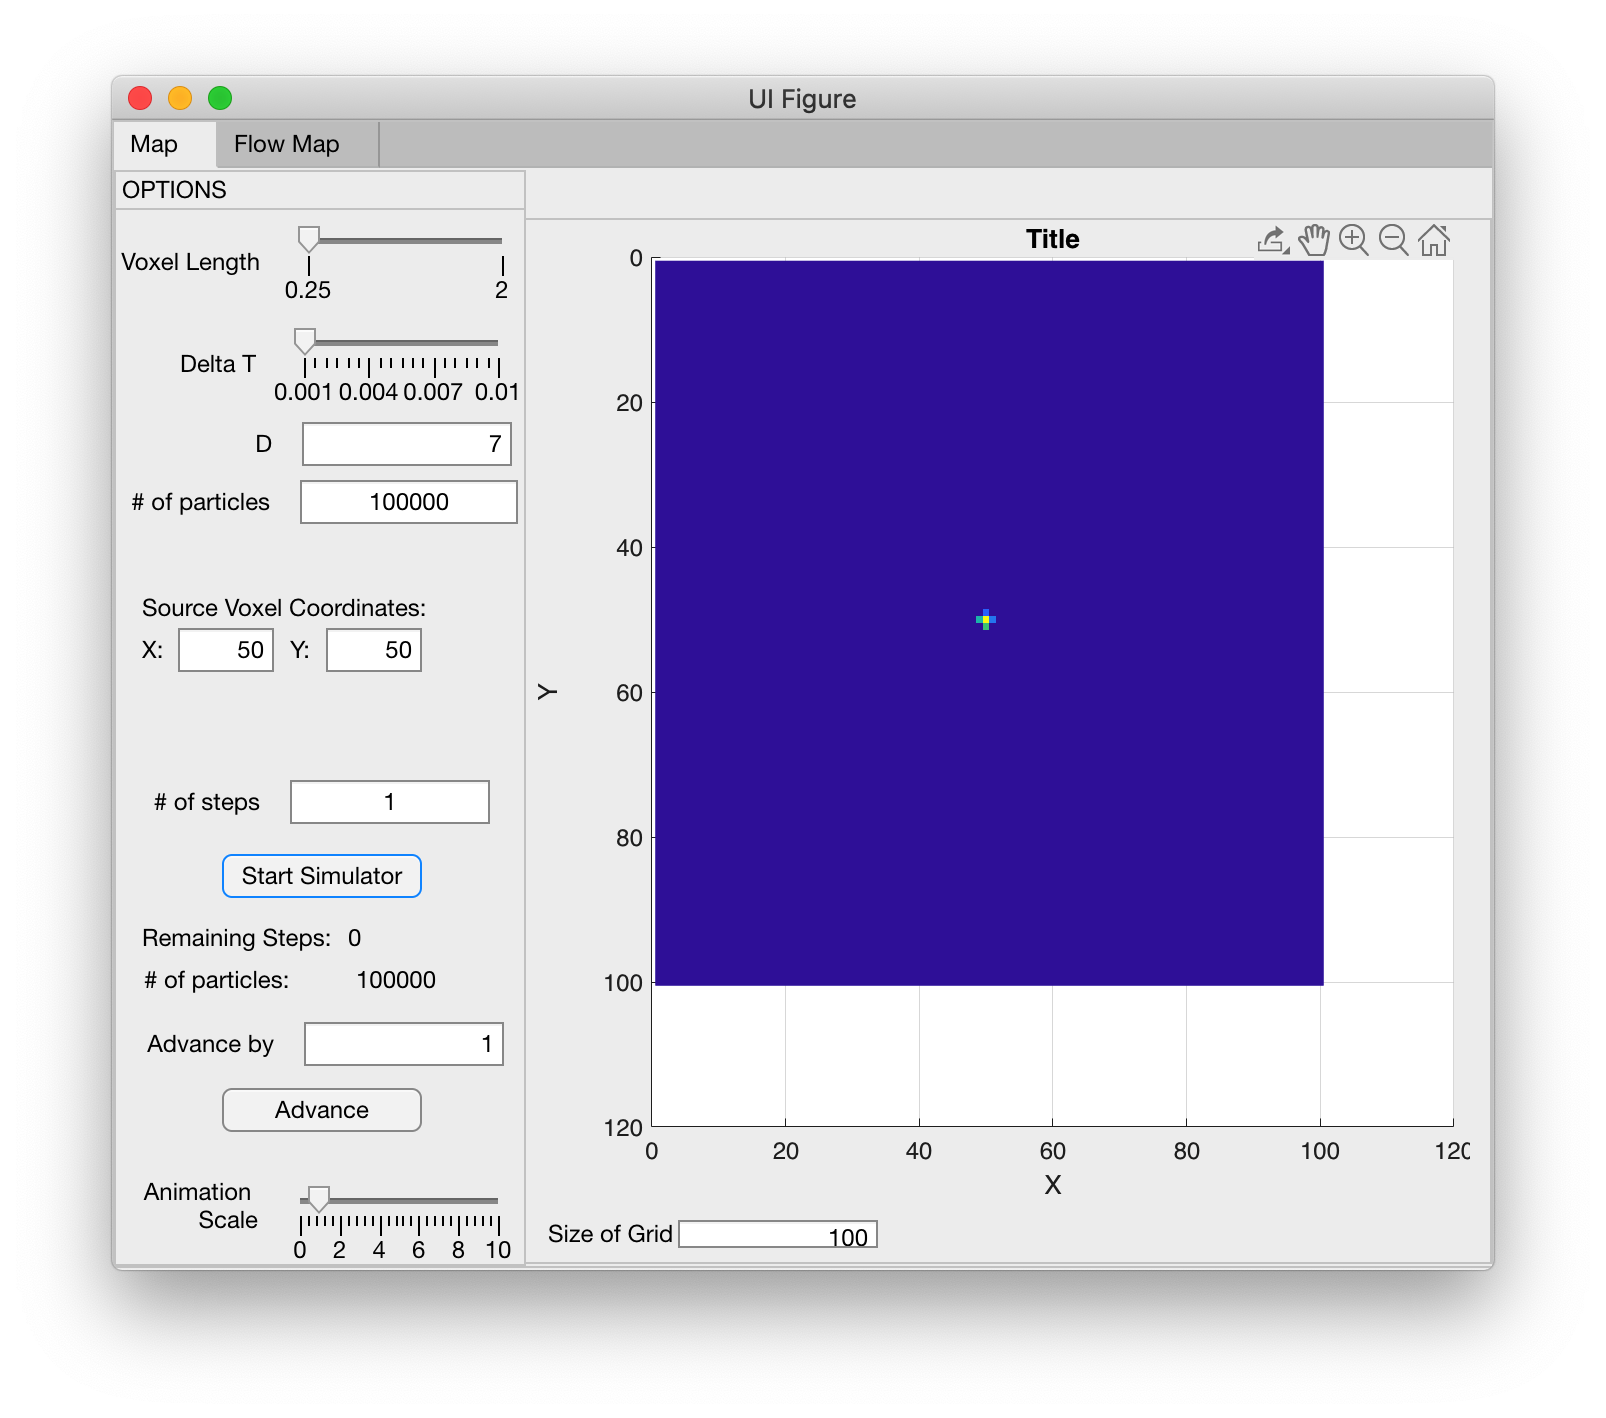 UI Figure
Map Flow Map
OPTIONS
Voxel Length
0.25 2
Delta T
0.001 0.004 0.007 0.01
D 7
# of particles 100000
Source Voxel Coordinates:
X: 50 Y: 50
# of steps 1
Start Simulator
Remaining Steps: 0
# of particles: 100000
Advance by 1
Advance
Animation
Scale
0 2 4 6 8 10
Title
0
20
40
60
80
100
120
Y
0 20 40 60 80 100 120
X
Size of Grid 100